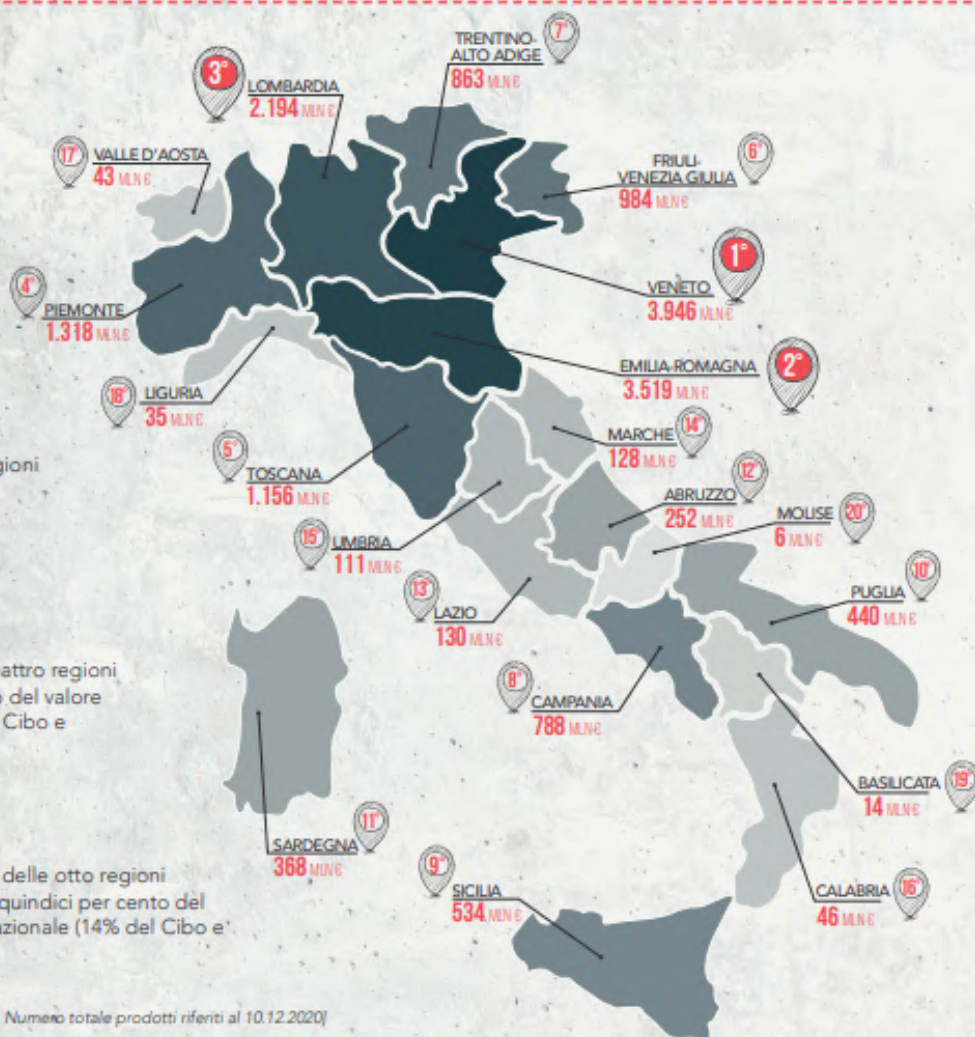 7°
TRENTINO-
ALTO ADIGE
863 MLN €
3°
LOMBARDIA
2.194 MLN €
17°
VALLE D'AOSTA
43 MLN €
6°
FRIULI-
VENEZIA GIULIA
984 MLN €
1°
VENETO
3.946 MLN €
4°
PIEMONTE
1.318 MLN €
2°
EMILIA-ROMAGNA
3.519 MLN €
18°
LIGURIA
35 MLN €
14°
MARCHE
128 MLN €
5°
TOSCANA
1.156 MLN €
12°
ABRUZZO
252 MLN €
20°
MOLISE
6 MLN €
15°
UMBRIA
111 MLN €
10°
PUGLIA
440 MLN €
13°
LAZIO
130 MLN €
attro regioni
del valore
Cibo e
8°
CAMPANIA
788 MLN €
19°
BASILICATA
14 MLN €
11°
SARDEGNA
368 MLN €
delle otto regioni
quindici per cento del
azionale (14% del Cibo e
9°
SICILIA
534 MLN €
16°
CALABRIA
46 MLN €
Numero totale prodotti riferiti al 10.12.2020]